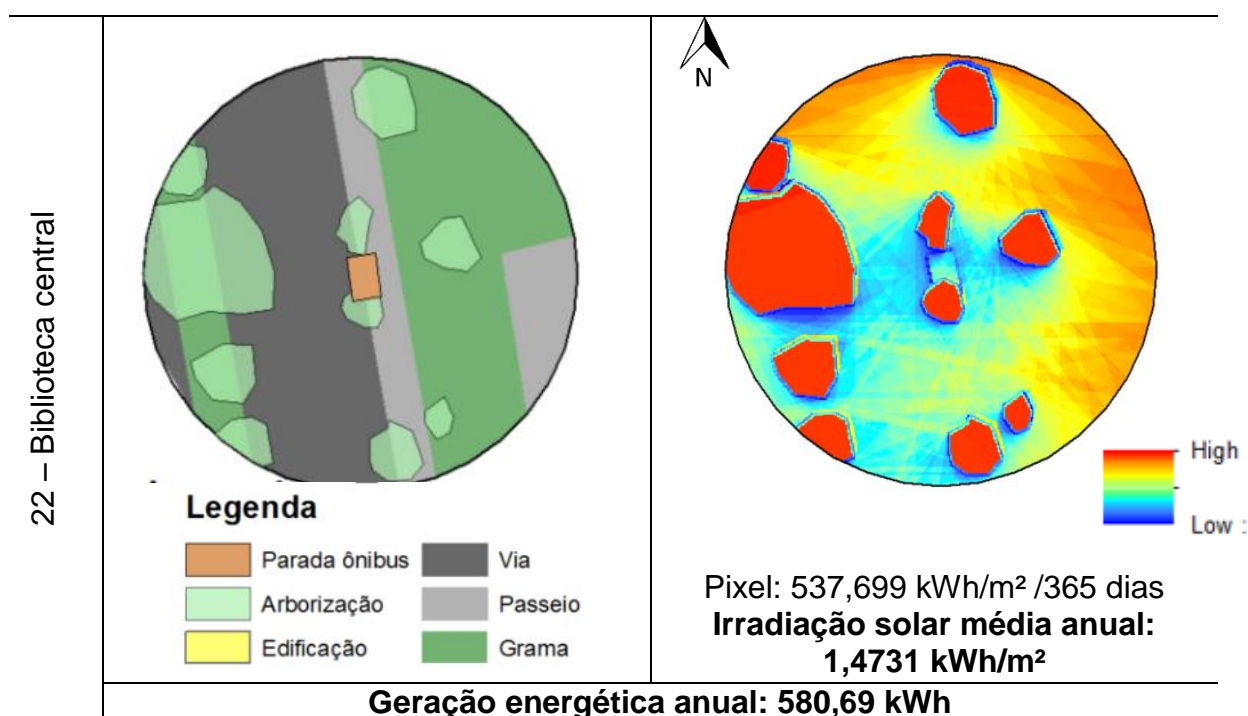 22 – Biblioteca central
Legenda
Parada ônibus
Via
Arborização
Passeio
Edificação
Grama
N
High
Low :
Pixel: 537,699 kWh/m² /365 dias
Irradiação solar média anual:
1,4731 kWh/m²
Geração energética anual: 580,69 kWh